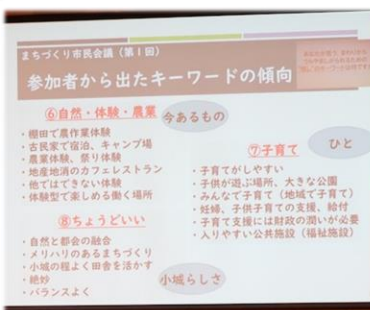 まちづくり市民会議(第1回)
参加者から出たキーワードの傾向
⑥自然・体験・農業
今あるもの
・棚田で農作業体験
・古民家で宿泊、キャンプ場
・農業体験、祭り体験
・地産地消のカフェレストラン
・他ではできない体験
・体験型で楽しめる働く場所
⑦子育て
ひと
・子育てがしやすい
・子供が遊ぶ場所、大きな公園
・みんなで子育て(地域で子育て)
・妊婦、子供子育ての支援、給付
・子育て支援には財政の潤いが必要
・入りやすい公共施設(福祉施設)
⑧ちょうどいい
・自然と都会の融合
・メリハリのあるまちづくり
・小城の程よく田舎を活かす
・絶妙
・バランスよく
小城らしさ